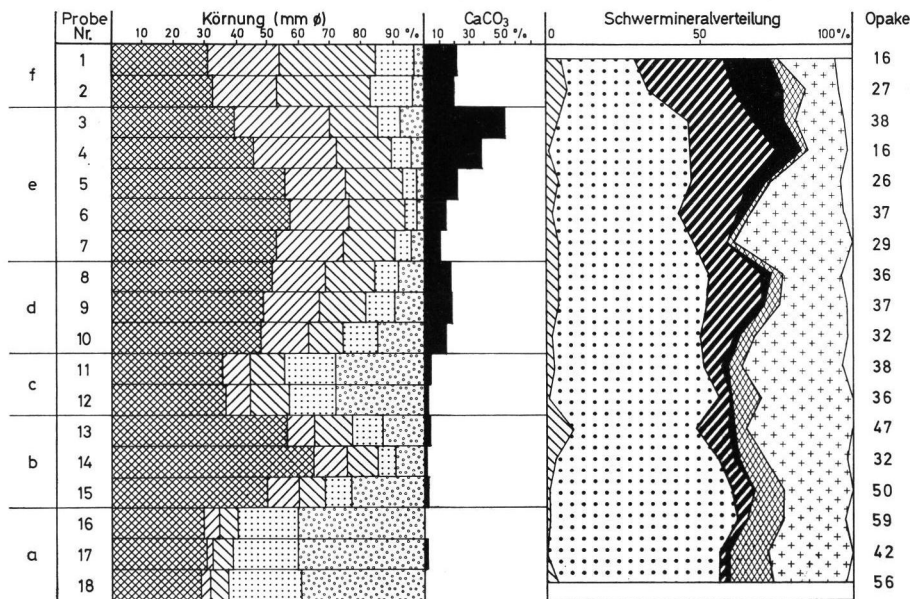 Probe Nr. Körnung (mm ø) CaCO₃ Schwermineralverteilung Opake
10 20 30 40 50 60 70 80 90 % 10 30 50 % 0 50 100%
f
1 16
2 27
e
3 38
4 16
5 26
6 37
7 29
d
8 36
9 37
10 32
c
11 38
12 36
b
13 47
14 32
15 50
a
16 59
17 42
18 56